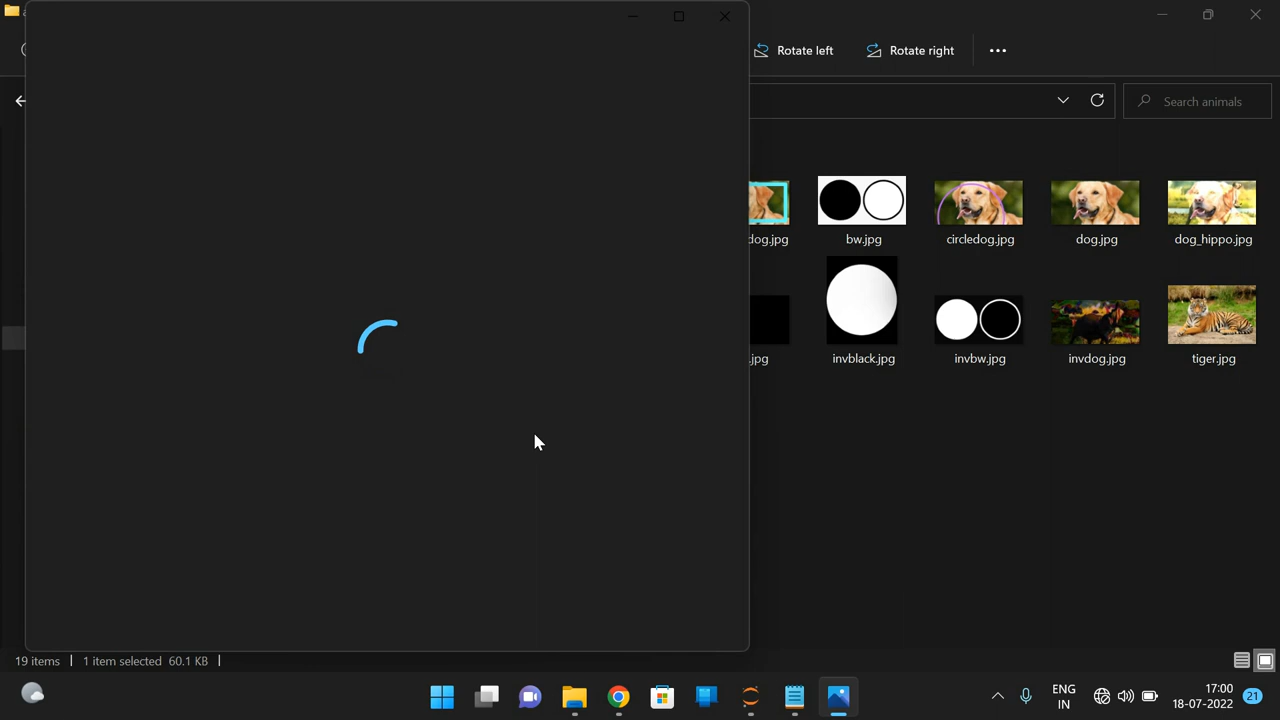 Rotate left
Rotate right
Search animals
dog.jpg
bw.jpg
circledog.jpg
dog.jpg
dog_hippo.jpg
.jpg
invblack.jpg
invbw.jpg
invdog.jpg
tiger.jpg
19 items
1 item selected 60.1 KB
ENG
IN
17:00
18-07-2022
21